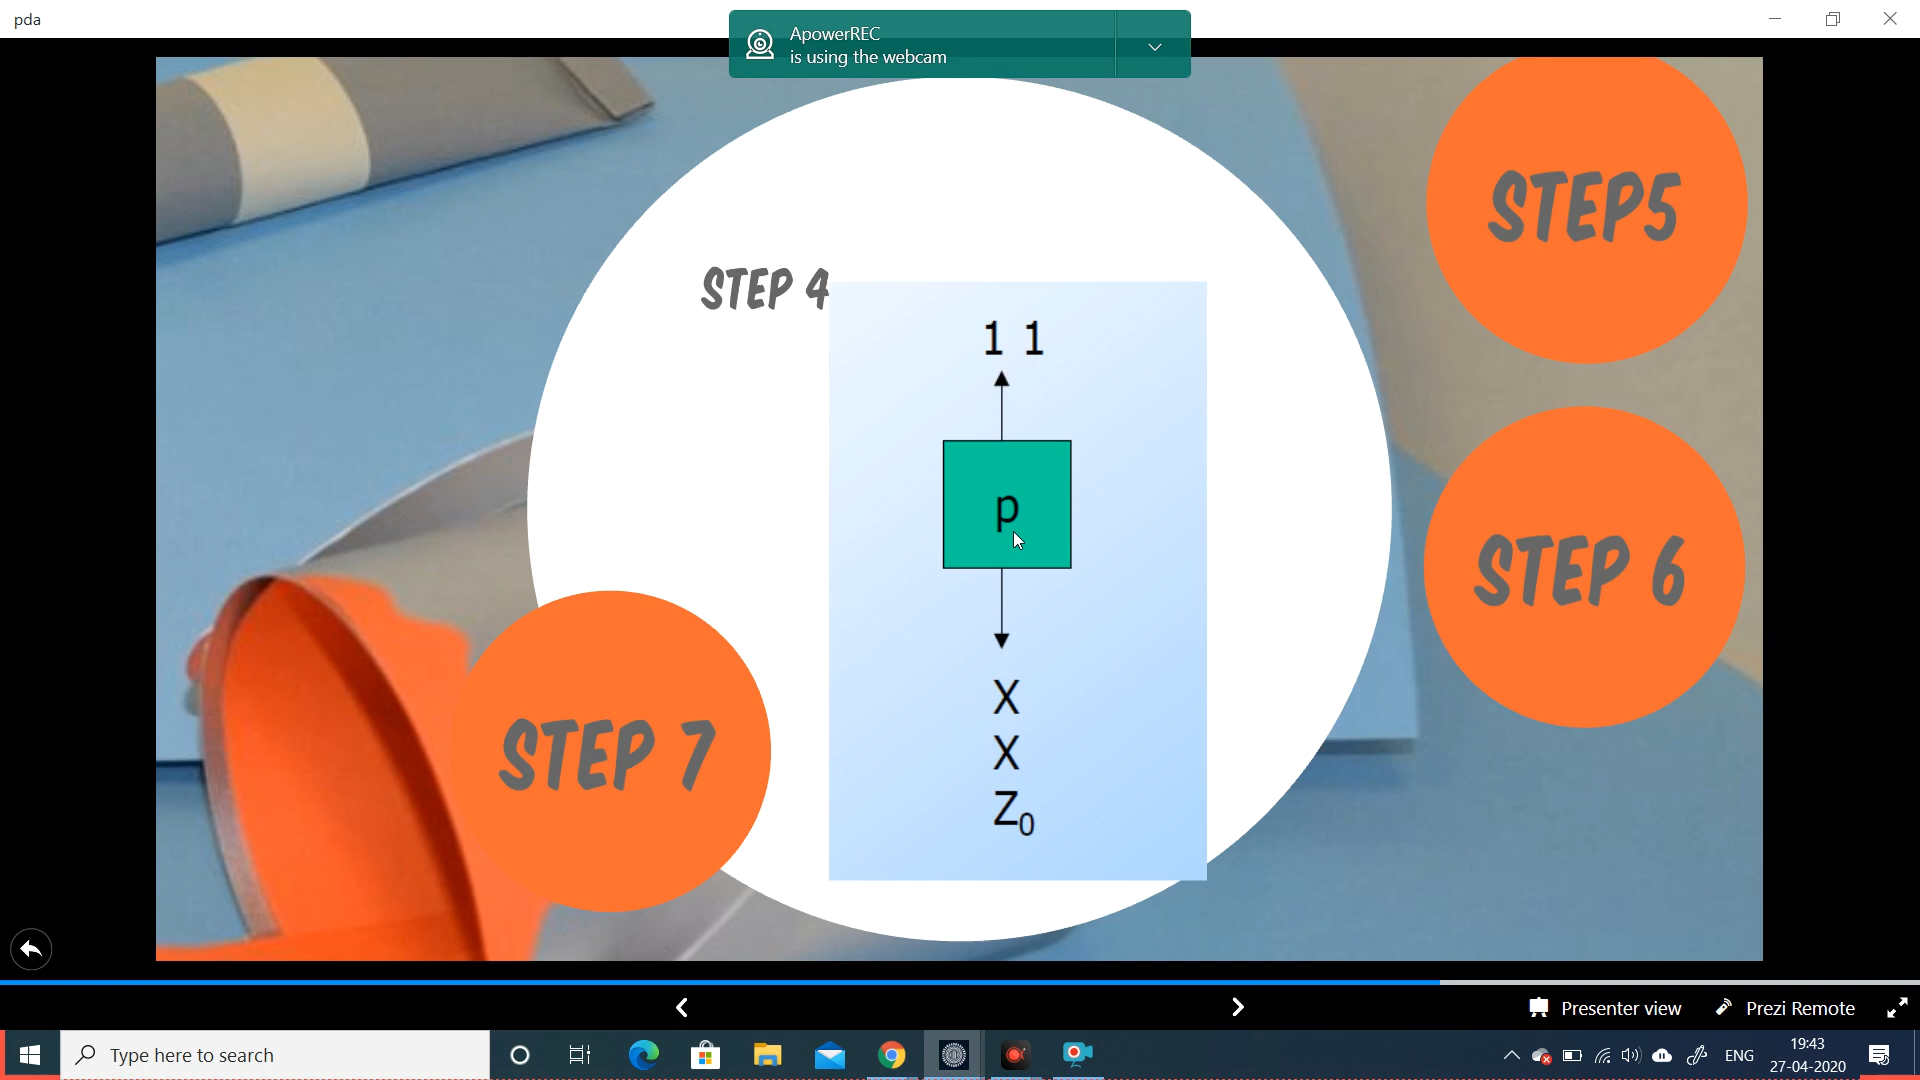 pda
ApowerREC
is using the webcam
STEP5
STEP 4
1 1
p
STEP 6
X
X
Z0
STEP 7
Presenter view
Prezi Remote
Type here to search
ENG
19:43
27-04-2020